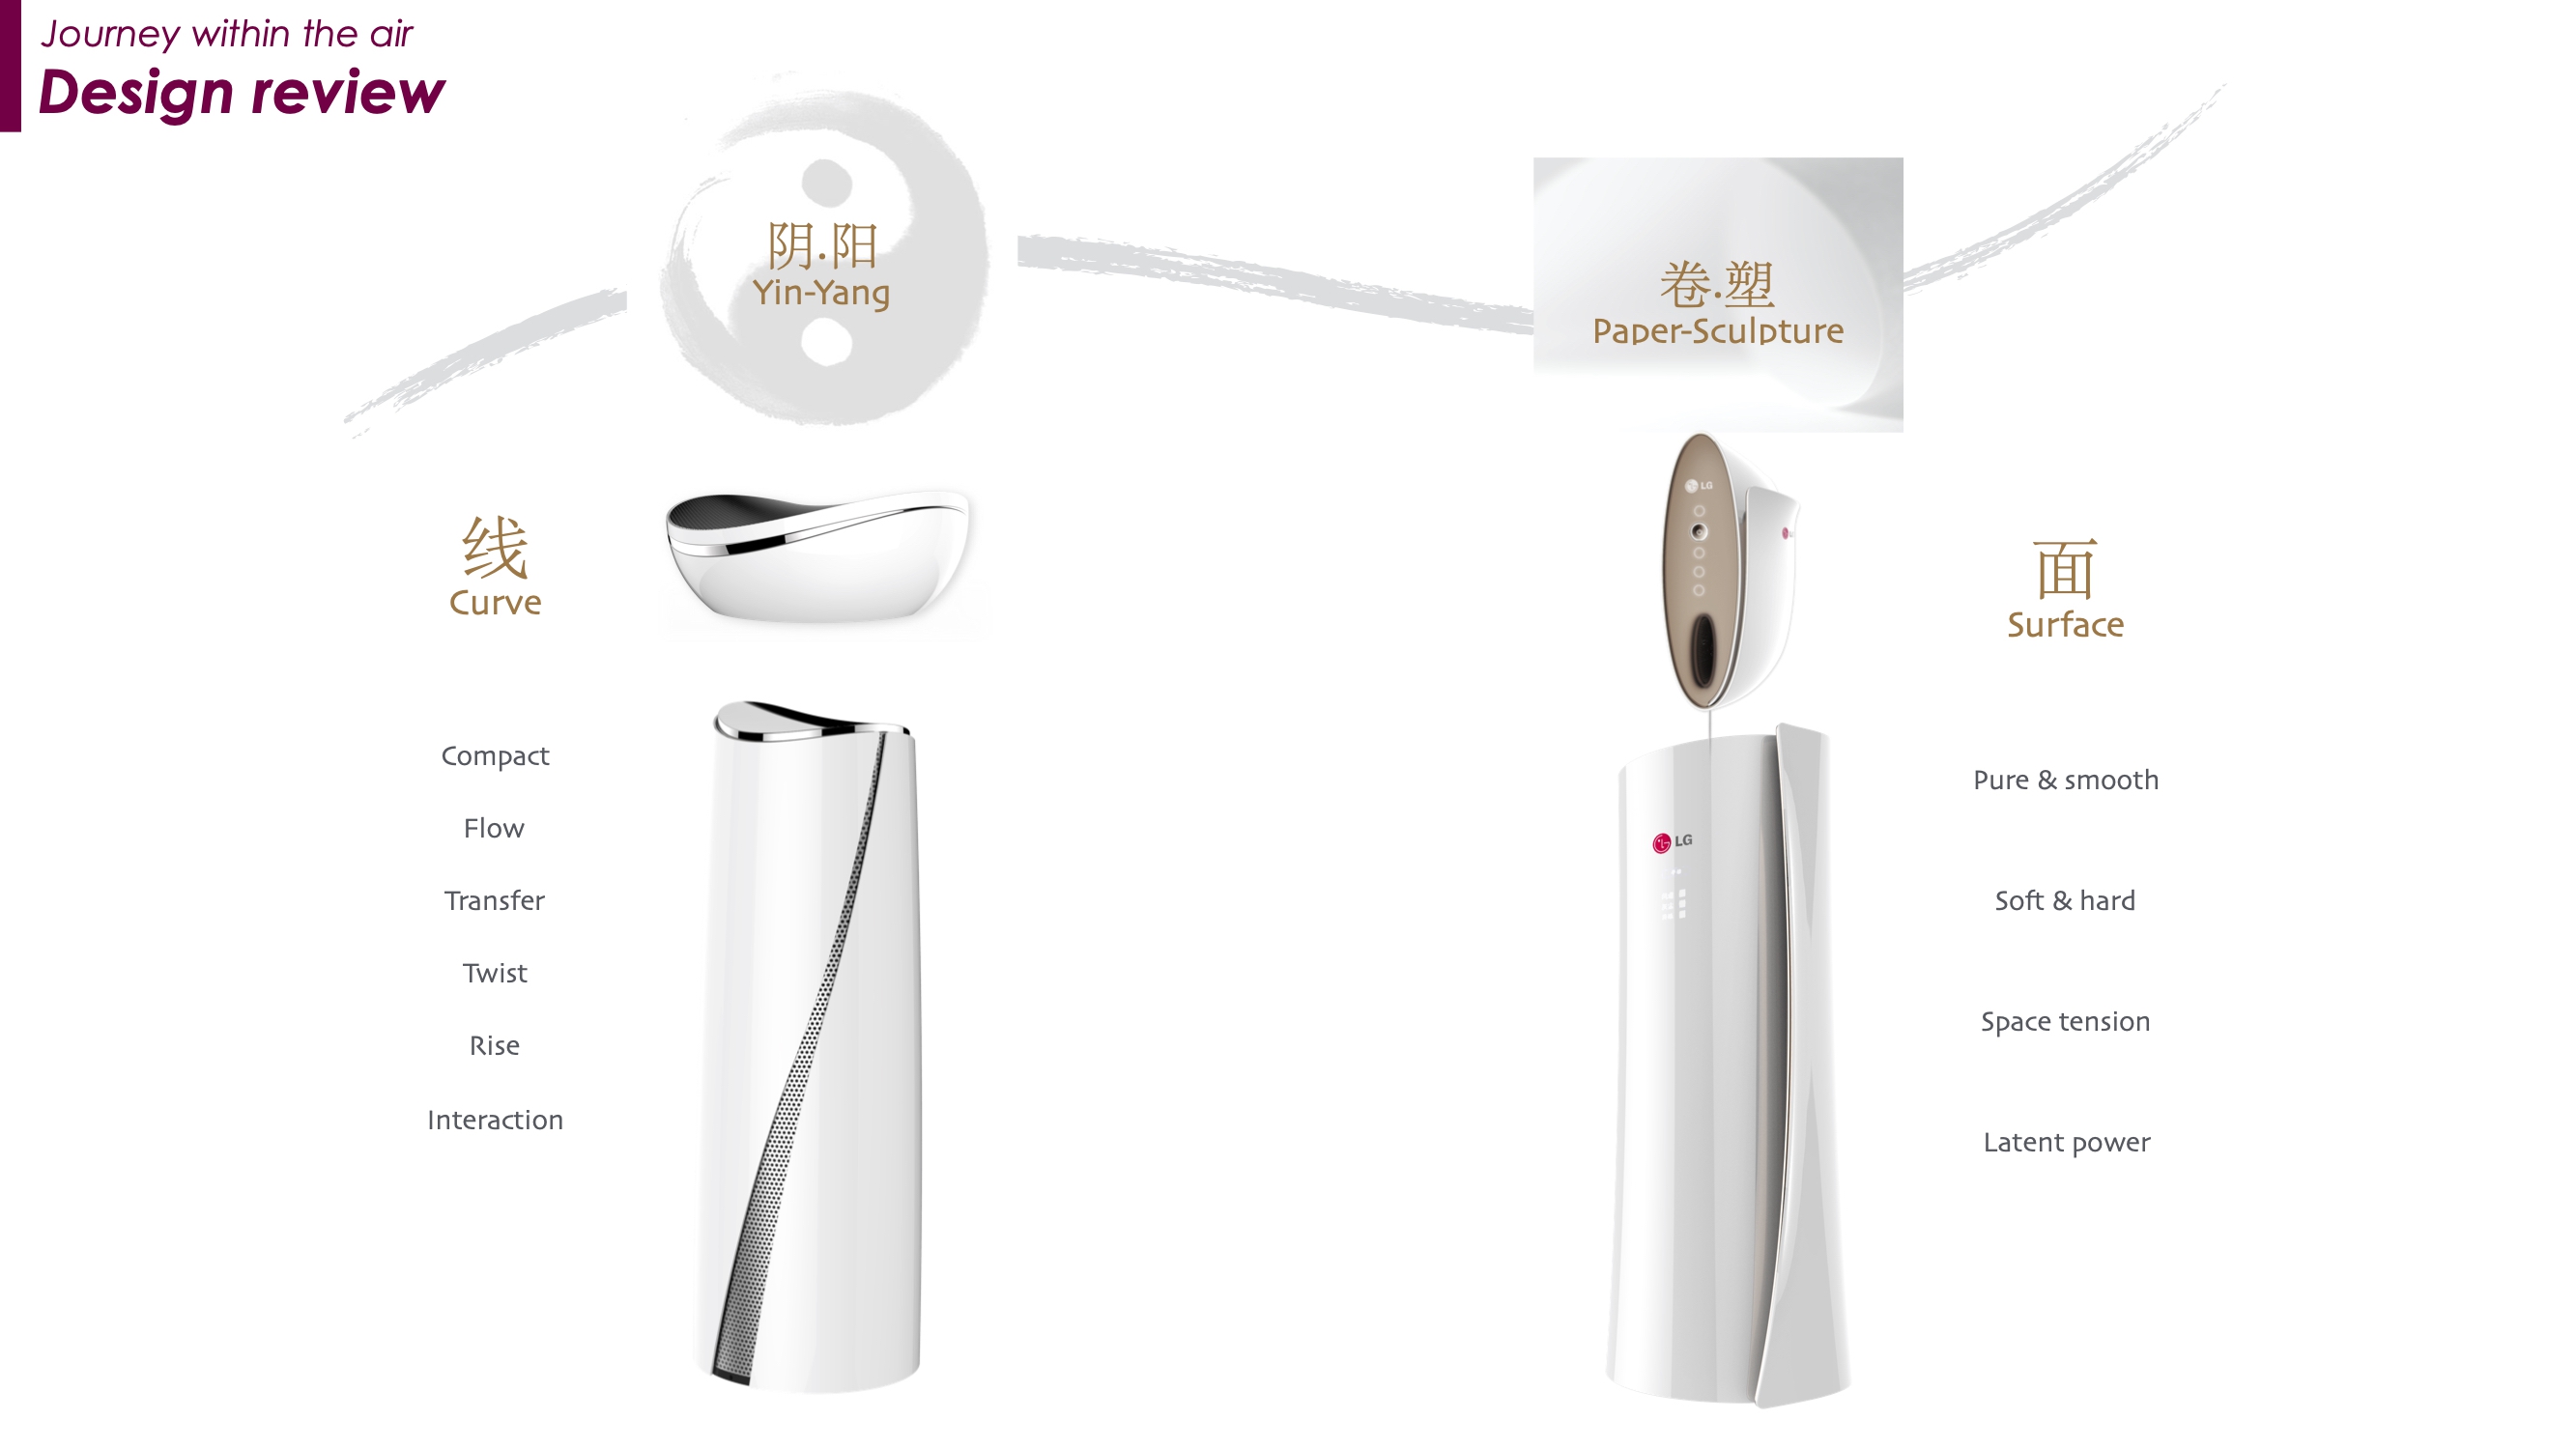 Journey within the air
Design review
阴.阳
Yin-Yang
卷.塑
Paper-Sculpture
线
Curve
Compact
Flow
Transfer
Twist
Rise
Interaction
LG
LG
面
Surface
Pure & smooth
Soft & hard
Space tension
Latent power